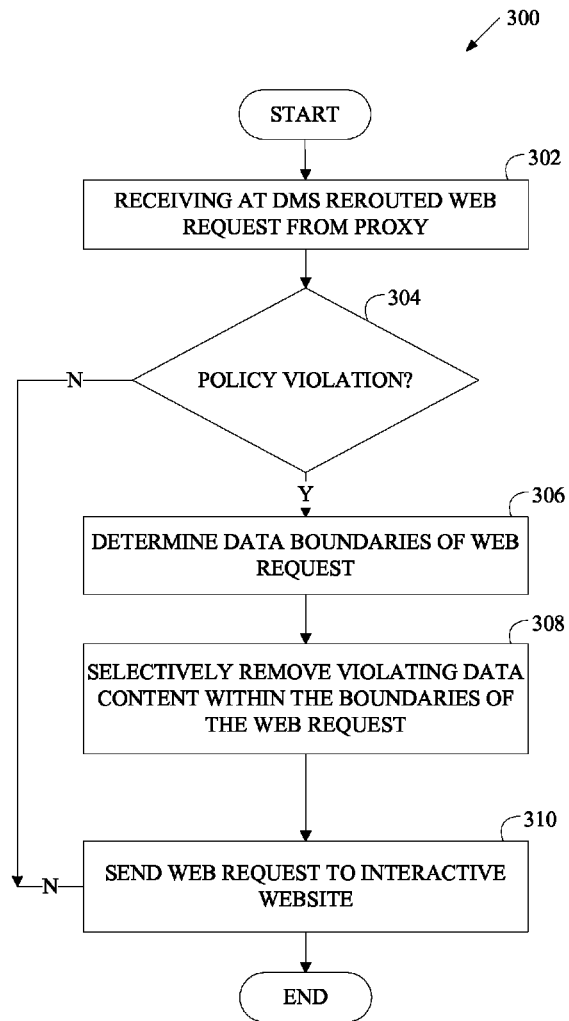 300
START
302
RECEIVING AT DMS REROUTED WEB
REQUEST FROM PROXY
304
POLICY VIOLATION?
N
Y
306
DETERMINE DATA BOUNDARIES OF WEB
REQUEST
308
SELECTIVELY REMOVE VIOLATING DATA
CONTENT WITHIN THE BOUNDARIES OF
THE WEB REQUEST
310
SEND WEB REQUEST TO INTERACTIVE
WEBSITE
N
END